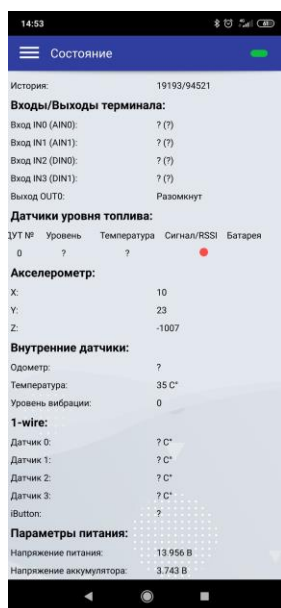 14:53
Состояние
История: 19193/94521
Входы/Выходы терминала:
Вход IN0 (AIN0): ? (?)
Вход IN1 (AIN1): ? (?)
Вход IN2 (DIN0): ? (?)
Вход IN3 (DIN1): ? (?)
Выход OUT0: Разомкнут
Датчики уровня топлива:
ДУТ № Уровень Температура Сигнал/RSSI Батарея
0 ? ?
Акселерометр:
X: 10
Y: 23
Z: -1007
Внутренние датчики:
Одометр: ?
Температура: 35 C°
Уровень вибрации: 0
1-wire:
Датчик 0: ? C°
Датчик 1: ? C°
Датчик 2: ? C°
Датчик 3: ? C°
iButton: ?
Параметры питания:
Напряжение питания: 13.956 В
Напряжение аккумулятора: 3.743 В